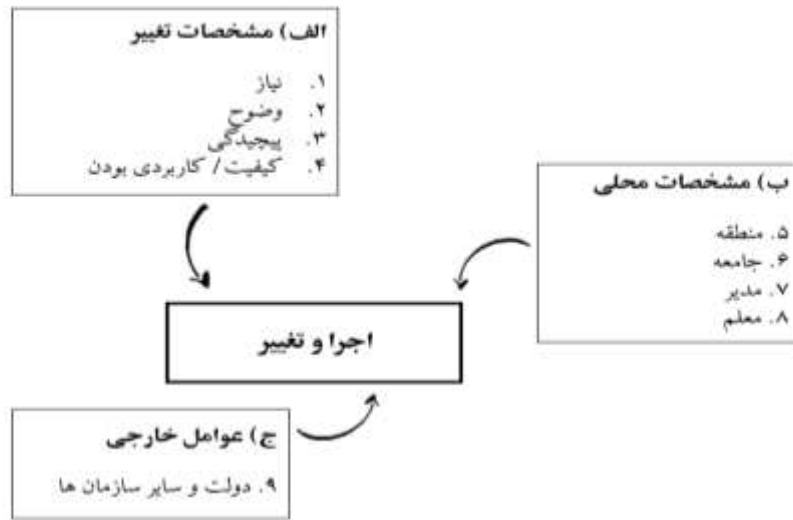 الف) مشخصات تغییر
۱. نیاز
۲. وضوح
۳. پیچیدگی
۴. کیفیت / کاربردی بودن
ب) مشخصات محلی
۵. منطقه
۶. جامعه
۷. مدیر
۸. معلم
اجرا و تغییر
ج) عوامل خارجی
۹. دولت و سایر سازمان ها